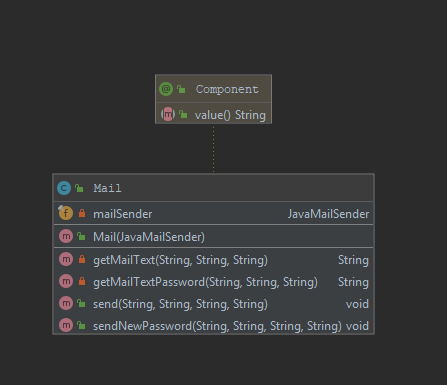 Component
value() String
Mail
mailSender JavaMailSender
Mail(JavaMailSender)
getMailText(String, String, String) String
getMailTextPassword(String, String, String) String
send(String, String, String, String) void
sendNewPassword(String, String, String, String) void